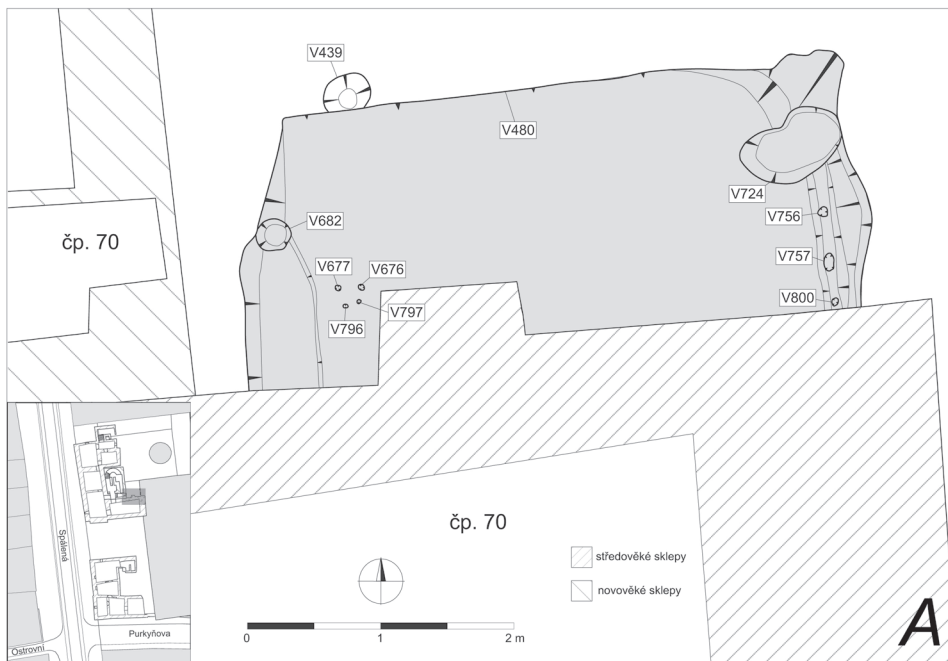 V439
V480
V724
V756
V682
čp. 70
V757
V677
V676
V800
V797
V796
Spálená
čp. 70
středověké sklepy
novověké sklepy
Purkyňova
Ostrovní
0
1
2 m
A